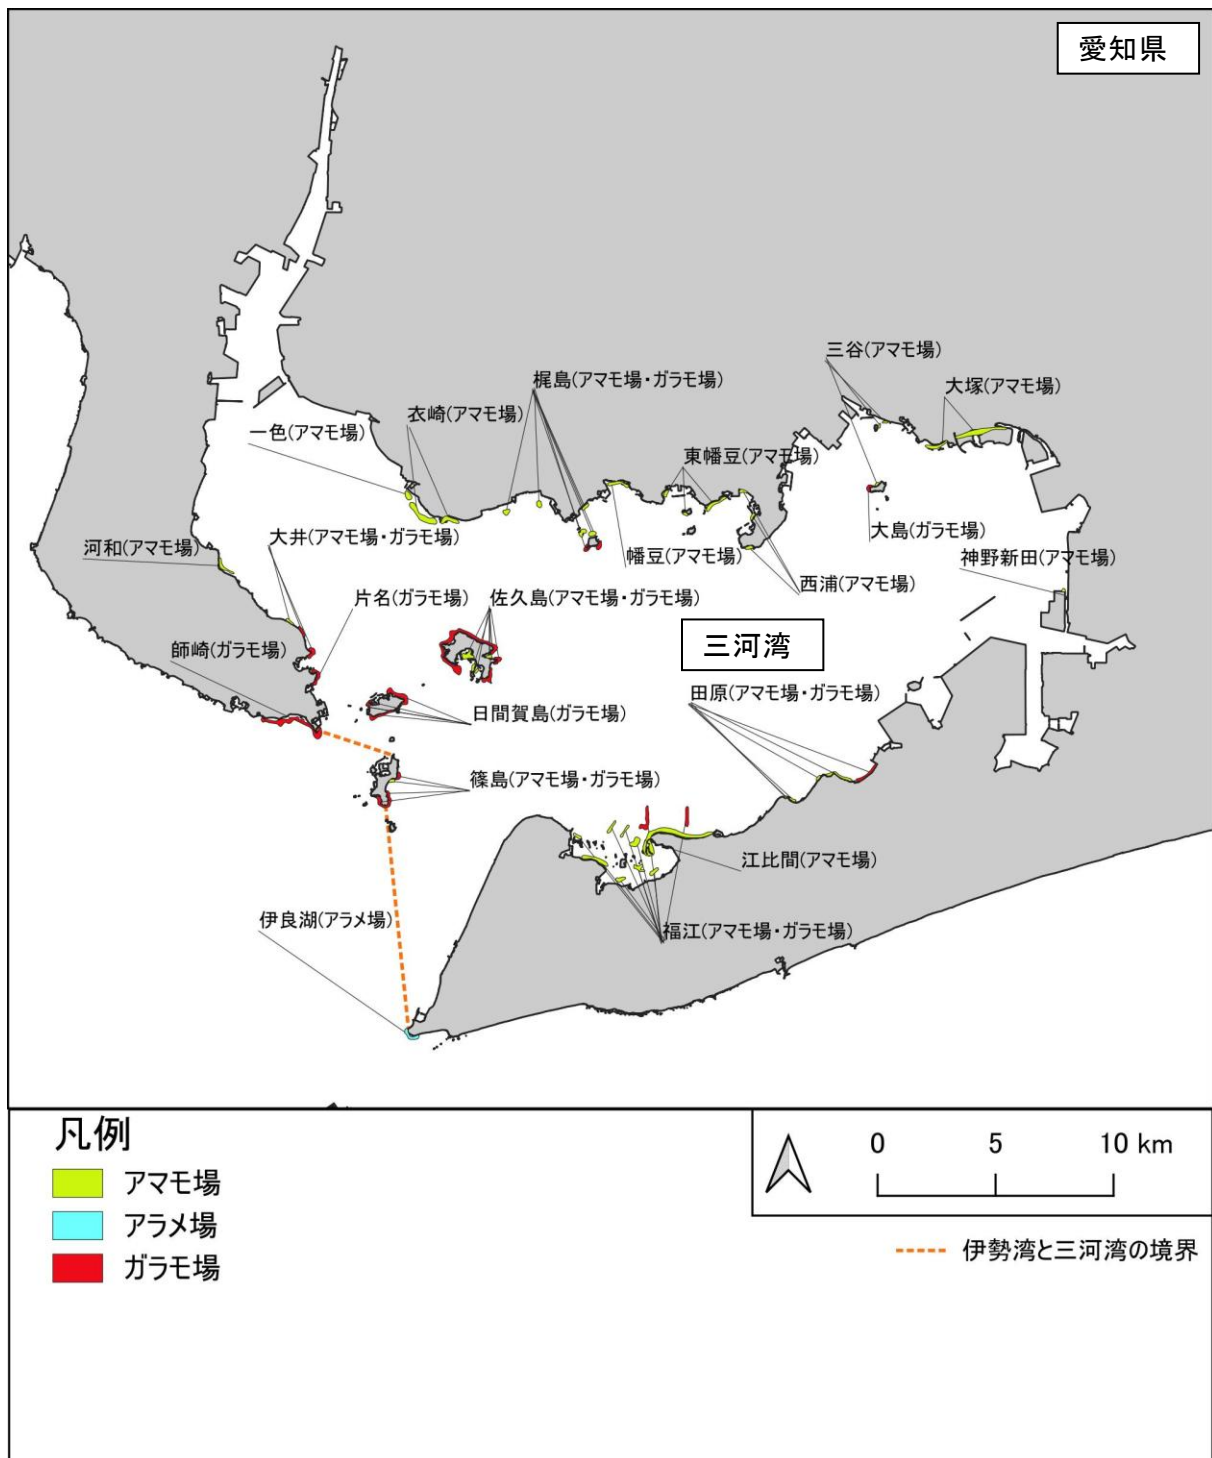 愛知県
三谷(アマモ場)
梶島(アマモ場・ガラモ場)
大塚(アマモ場)
衣崎(アマモ場)
一色(アマモ場)
東幡豆(アマモ場)
大島(ガラモ場)
大井(アマモ場・ガラモ場)
河和(アマモ場)
幡豆(アマモ場)
神野新田(アマモ場)
西浦(アマモ場)
片名(ガラモ場)
佐久島(アマモ場・ガラモ場)
三河湾
師崎(ガラモ場)
田原(アマモ場・ガラモ場)
日間賀島(ガラモ場)
篠島(アマモ場・ガラモ場)
江比間(アマモ場)
伊良湖(アラメ場)
福江(アマモ場・ガラモ場)
凡例
アマモ場
アラメ場
ガラモ場
0 5 10 km
伊勢湾と三河湾の境界